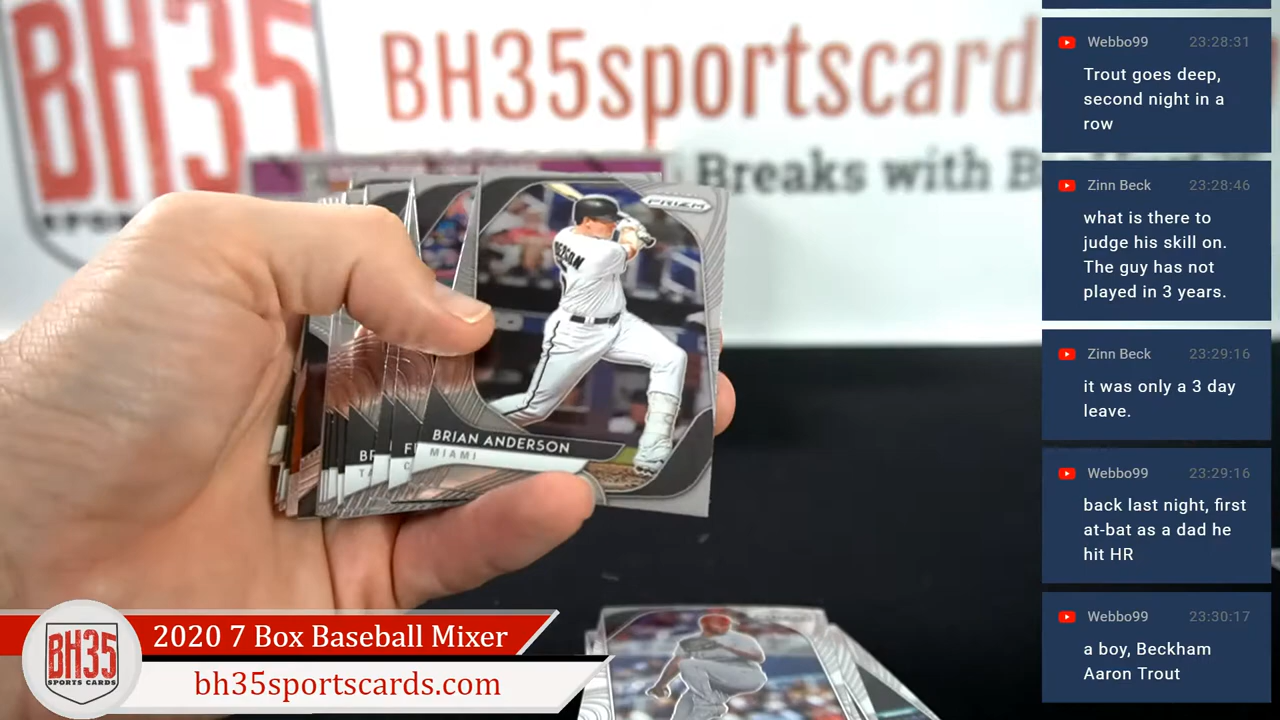 BH35
SPORTS
BH35sportscard
Breaks with B
PRIZM
ERSON
BRIAN ANDERSON
MIAMI
BR
TA
F
C
2020 7 Box Baseball Mixer
bh35sportscards.com
BH35
SPORTS CARDS
Webbo99 23:28:31
Trout goes deep,
second night in a
row
Zinn Beck 23:28:46
what is there to
judge his skill on.
The guy has not
played in 3 years.
Zinn Beck 23:29:16
it was only a 3 day
leave.
Webbo99 23:29:16
back last night, first
at-bat as a dad he
hit HR
Webbo99 23:30:17
a boy, Beckham
Aaron Trout